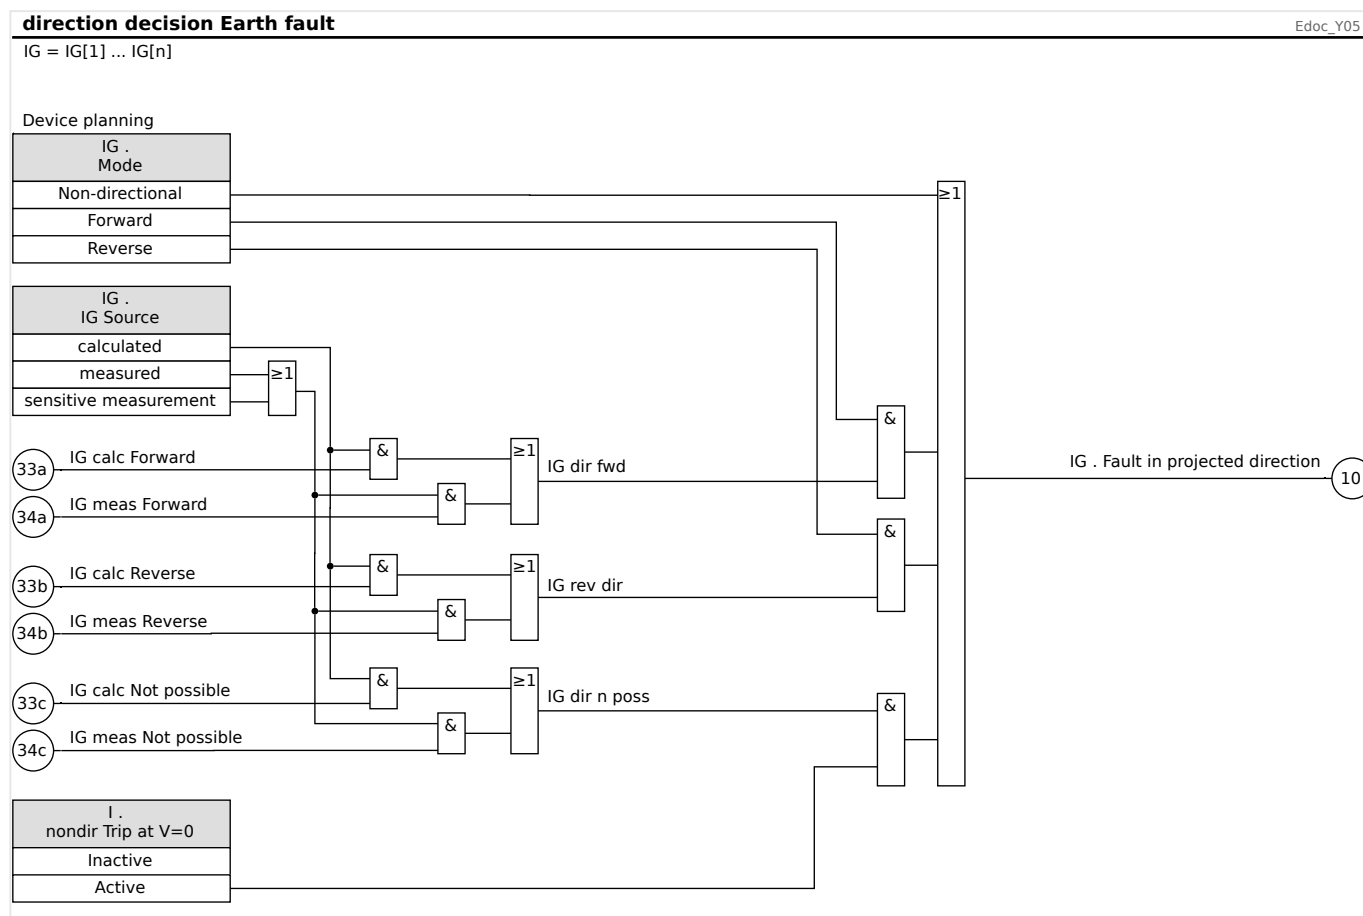 direction decision Earth fault
Edoc_Y05
IG = IG[1] ... IG[n]
Device planning
IG .
Mode
Non-directional
≥1
Forward
Reverse
IG .
IG Source
calculated
measured
≥1
sensitive measurement
&
33a
IG calc Forward
&
≥1
IG dir fwd
IG . Fault in projected direction
10
34a
IG meas Forward
&
&
33b
IG calc Reverse
&
≥1
IG rev dir
34b
IG meas Reverse
&
33c
IG calc Not possible
&
≥1
IG dir n poss
&
34c
IG meas Not possible
&
I .
nondir Trip at V=0
Inactive
Active